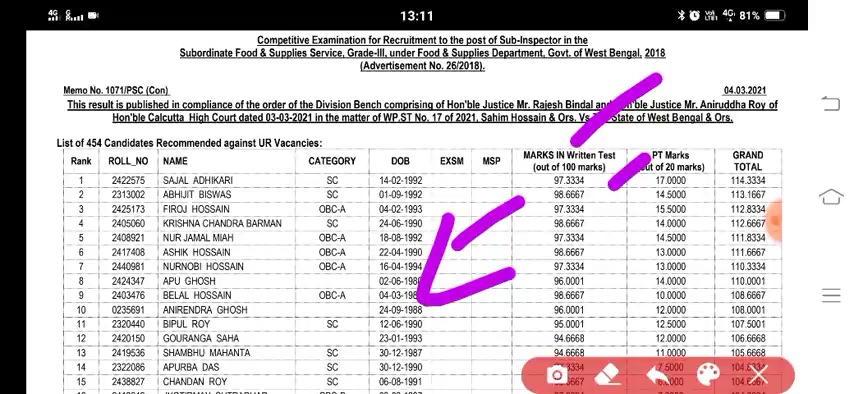 4G G 13:11 Vo) LTE1 4G 81%
Competitive Examination for Recruitment to the post of Sub-Inspector in the
Subordinate Food & Supplies Service, Grade-III, under Food & Supplies Department, Govt. of West Bengal, 2018
(Advertisement No. 26/2018).
Memo No. 1071/PSC (Con) 04.03.2021
This result is published in compliance of the order of the Division Bench comprising of Hon'ble Justice Mr. Rajesh Bindal and Hon'ble Justice Mr. Aniruddha Roy of
Hon'ble Calcutta High Court dated 03-03-2021 in the matter of WP.ST No. 17 of 2021, Sahim Hossain & Ors. Vs The State of West Bengal & Ors.
List of 454 Candidates Recommended against UR Vacancies:
Rank ROLL_NO NAME CATEGORY DOB EXSM MSP MARKS IN Written Test (out of 100 marks) PT Marks (out of 20 marks) GRAND TOTAL
1 2422575 SAJAL ADHIKARI SC 14-02-1992 97.3334 17.0000 114.3334
2 2313002 ABHIJIT BISWAS SC 01-09-1992 98.6667 14.5000 113.1667
3 2425173 FIROJ HOSSAIN OBC-A 04-02-1993 97.3334 15.5000 112.8334
4 2405060 KRISHNA CHANDRA BARMAN SC 24-06-1990 98.6667 14.0000 112.6667
5 2408921 NUR JAMAL MIAH OBC-A 18-08-1992 97.3334 14.5000 111.8334
6 2417408 ASHIK HOSSAIN OBC-A 22-04-1990 98.6667 13.0000 111.6667
7 2440981 NURNOBI HOSSAIN OBC-A 16-04-1994 97.3334 13.0000 110.3334
8 2424347 APU GHOSH 96.0001 14.0000 110.0001
9 2403476 BELAL HOSSAIN OBC-A 98.6667 10.0000 108.6667
10 0235691 ANIRENDRA GHOSH 24-09-1988 96.0001 12.0000 108.0001
11 2320440 BIPUL ROY SC 12-06-1990 95.0001 12.5000 107.5001
12 2420150 GOURANGA SAHA 23-01-1993 94.6668 12.0000 106.6668
13 2419536 SHAMBHU MAHANTA SC 30-12-1987 94.6668 11.0000 105.6668
14 2322086 APURBA DAS SC 30-12-1990
15 2438827 CHANDAN ROY SC 06-08-1991